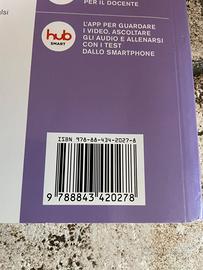 PER IL DOCENTE
lsi
hub
SMART
L'APP PER GUARDARE
I VIDEO, ASCOLTARE
GLI AUDIO E ALLENARSI
CON I TEST
DALLO SMARTPHONE
ISBN 978-88-434-2027-8
9 788843 420278